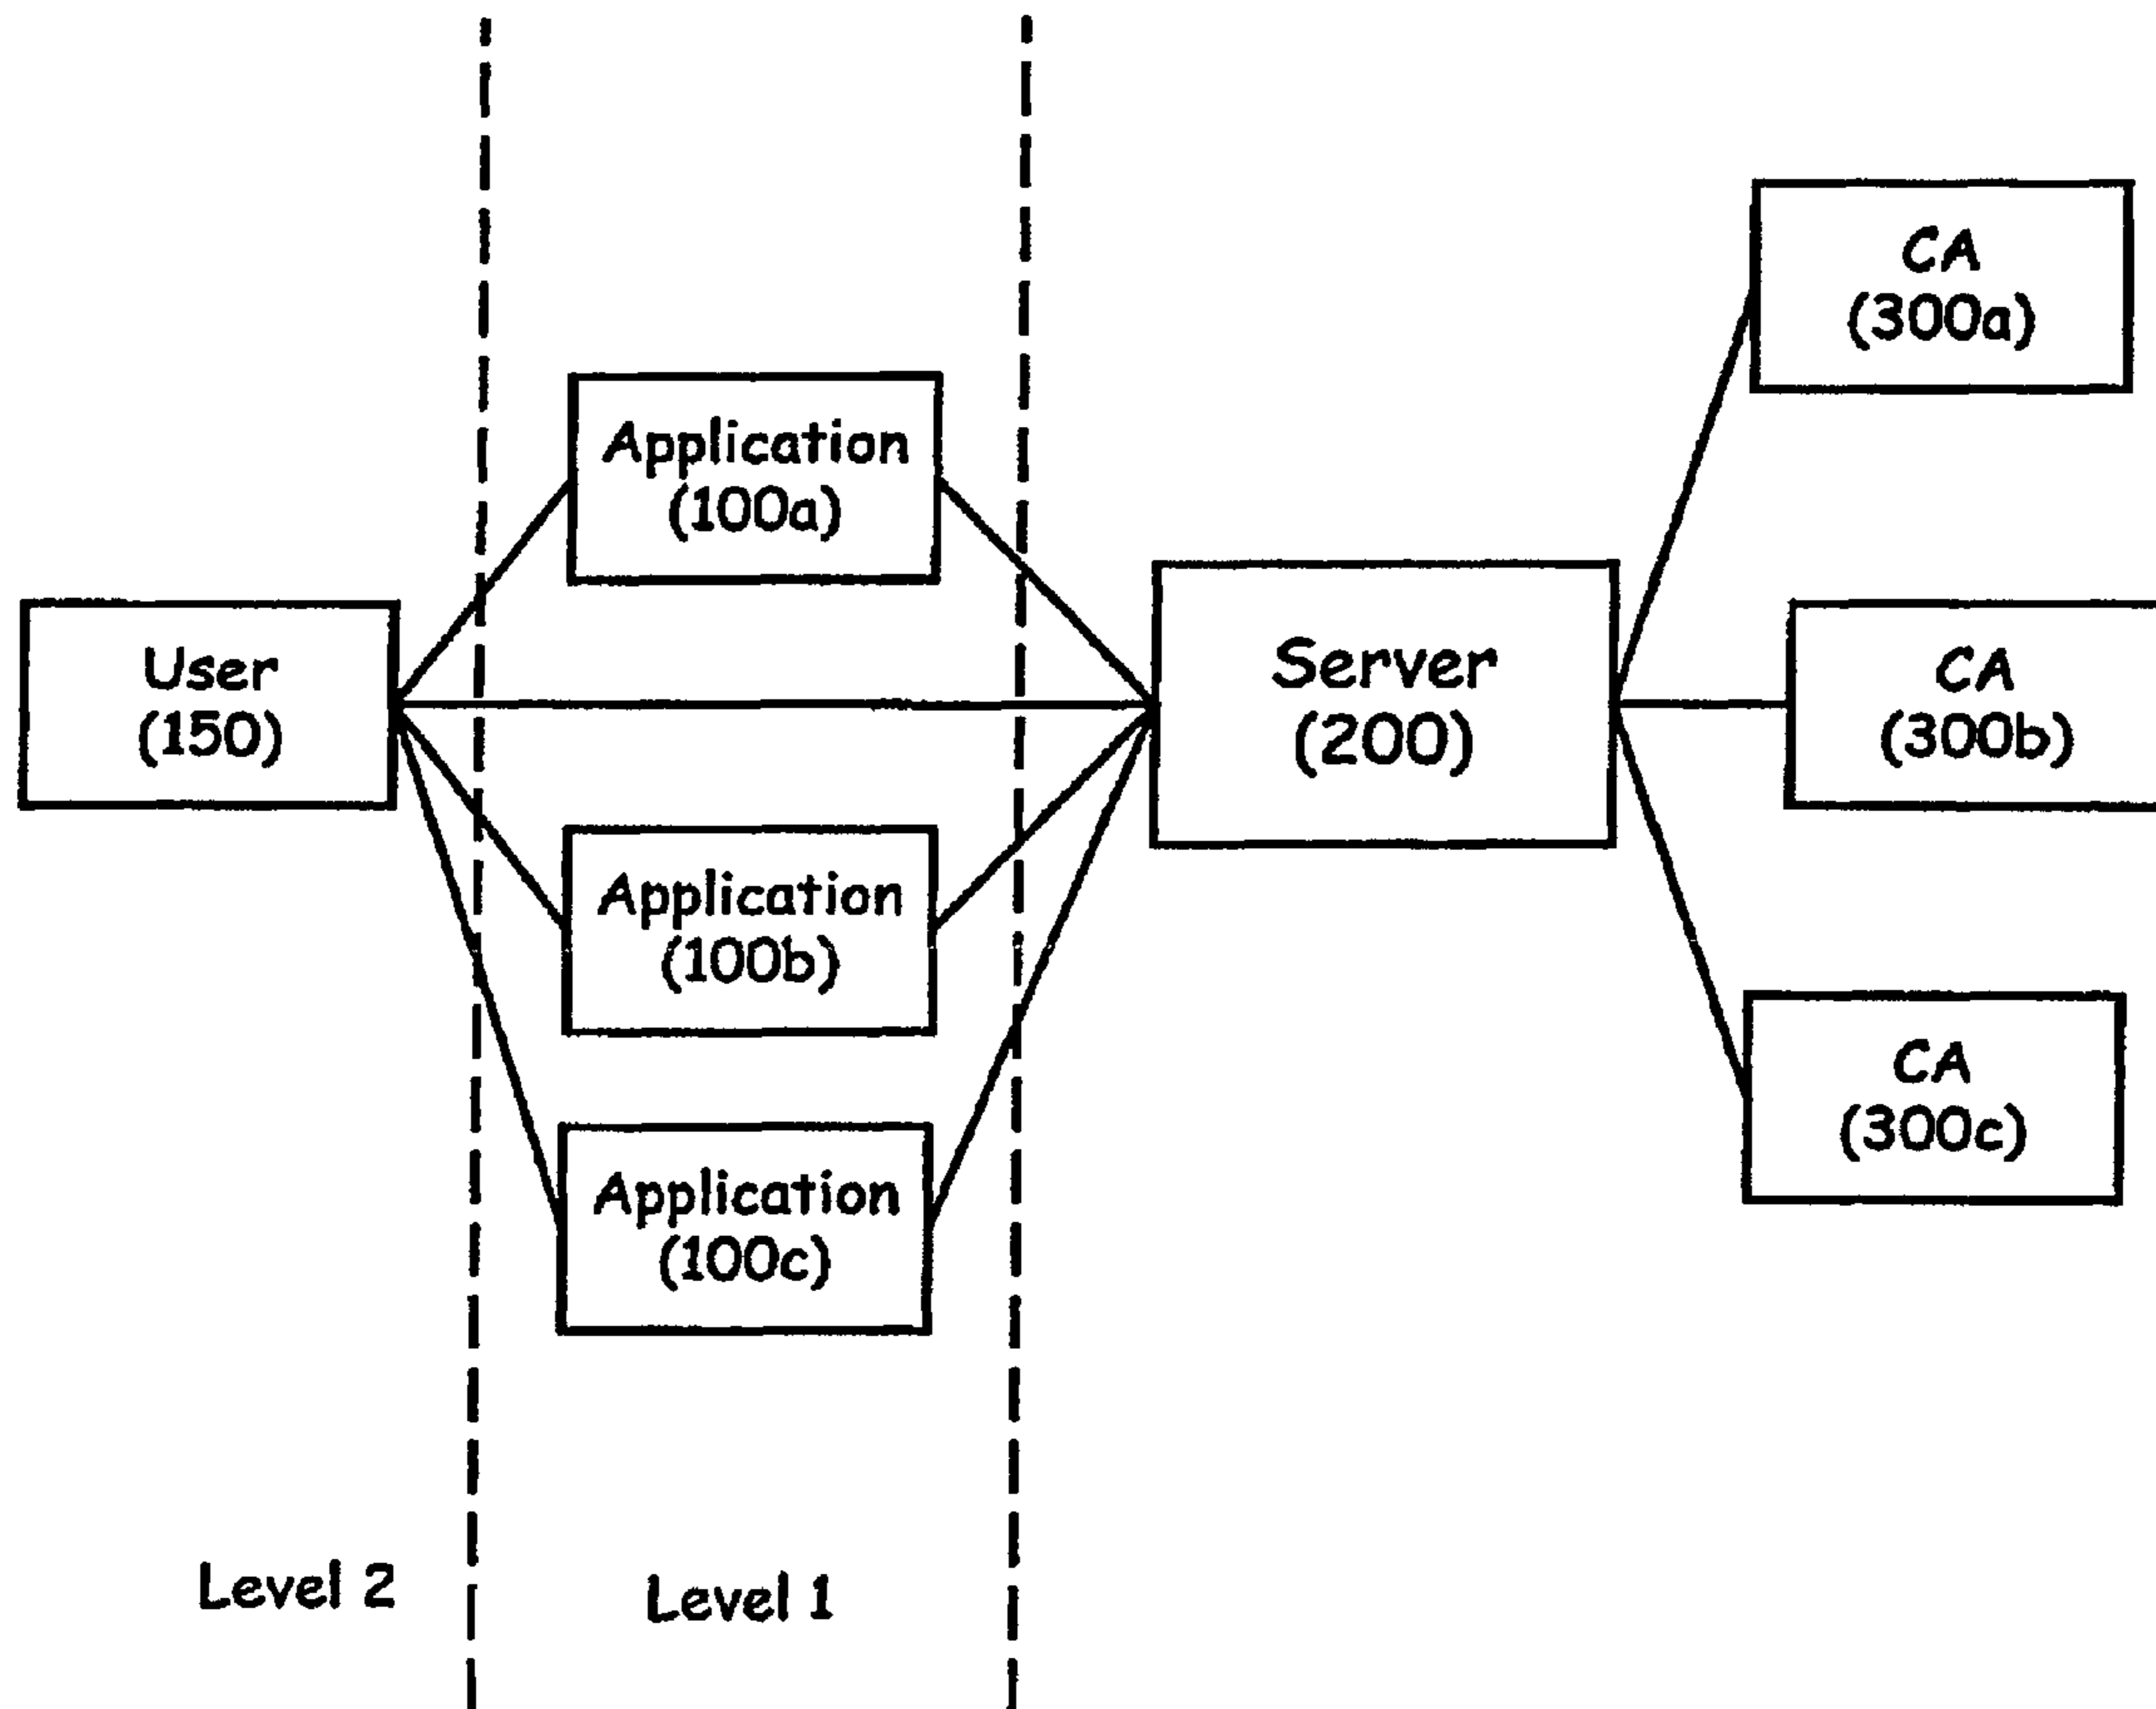 User
(150)
Application
(100a)
Application
(100b)
Application
(100c)
Server
(200)
CA
(300a)
CA
(300b)
CA
(300c)
Level 2
Level 1